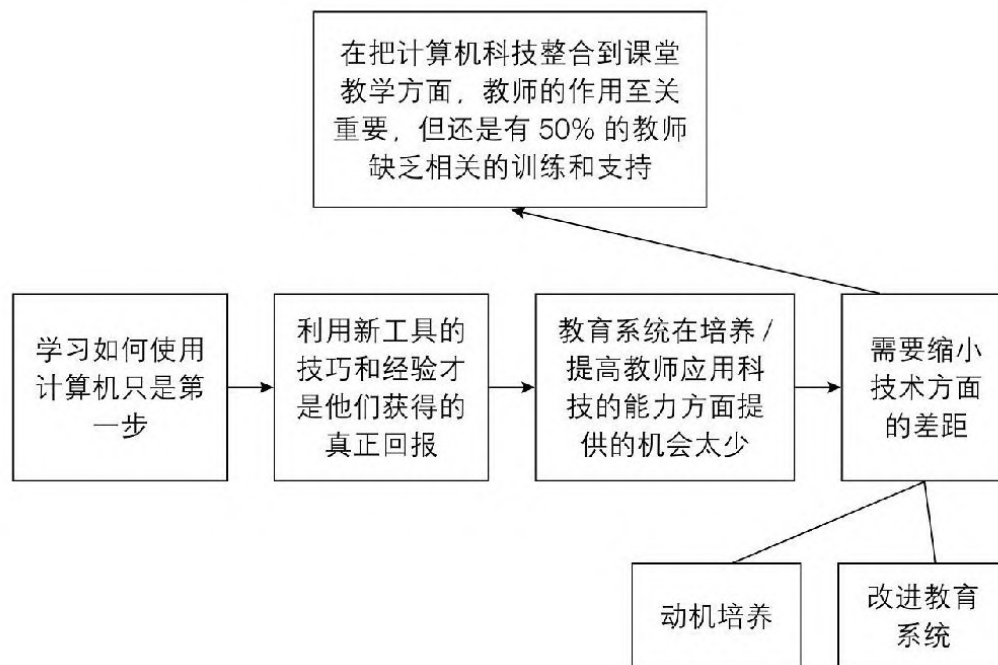 在把计算机科技整合到课堂
教学方面，教师的作用至关
重要，但还是有 50% 的教师
缺乏相关的训练和支持
学习如何使用
计算机只是第
一步
利用新工具的
技巧和经验才
是他们获得的
真正回报
教育系统在培养 /
提高教师应用科
技的能力方面提
供的机会太少
需要缩小
技术方面
的差距
动机培养
改进教育
系统